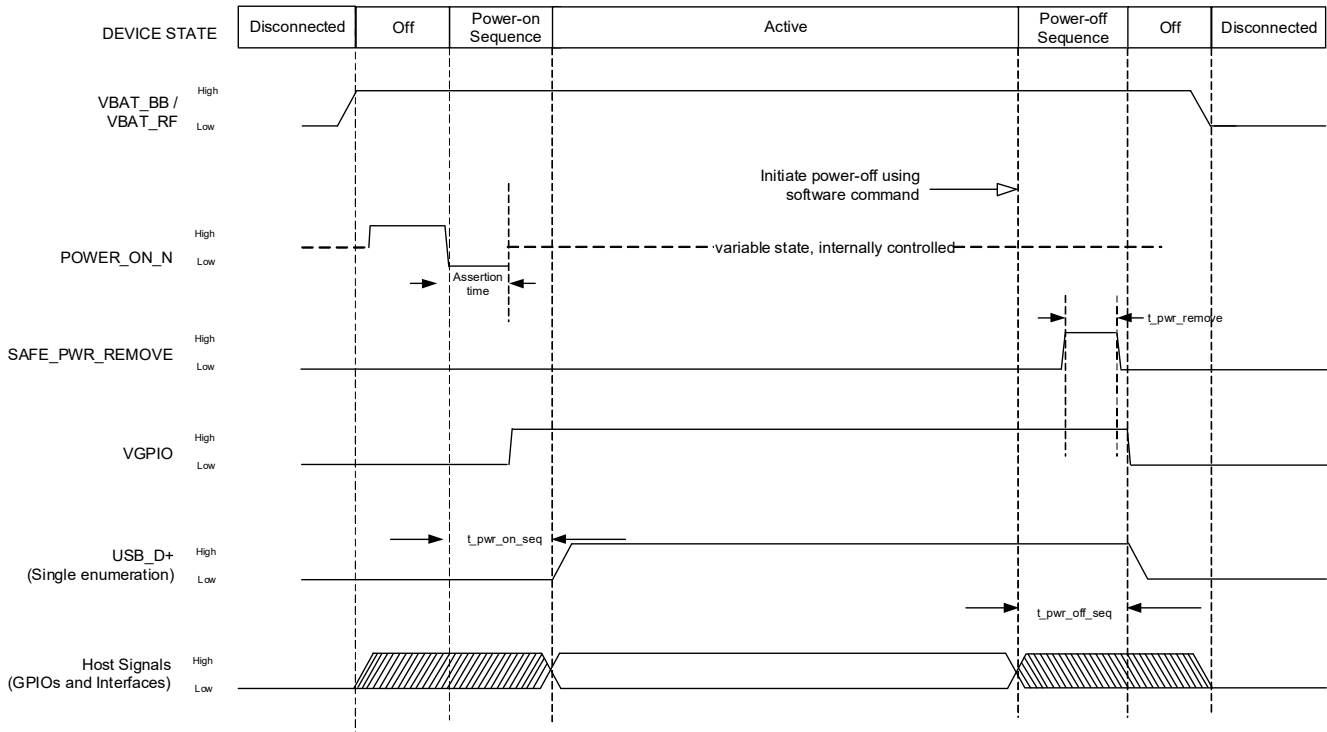 DEVICE STATE
Disconnected
Off
Power-on
Sequence
Active
Power-off
Sequence
Off
Disconnected
VBAT_BB /
VBAT_RF
High
Low
Initiate power-off using
software command
POWER_ON_N
High
Low
variable state, internally controlled
Assertion
time
SAFE_PWR_REMOVE
High
Low
t_pwr_remove
VGPIO
High
Low
t_pwr_on_seq
USB_D+
(Single enumeration)
High
Low
t_pwr_off_seq
Host Signals
(GPIOs and Interfaces)
High
Low